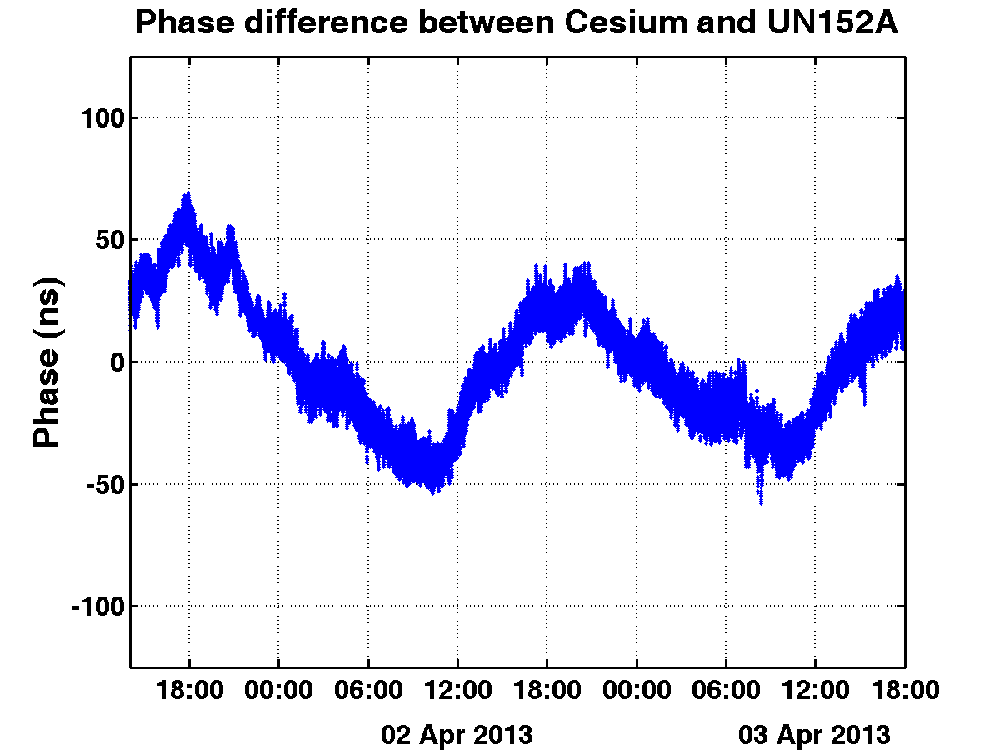 Phase difference between Cesium and UN152A
100
50
0
-50
-100
Phase (ns)
18:00 00:00 06:00 12:00 18:00 00:00 06:00 12:00 18:00
02 Apr 2013 03 Apr 2013